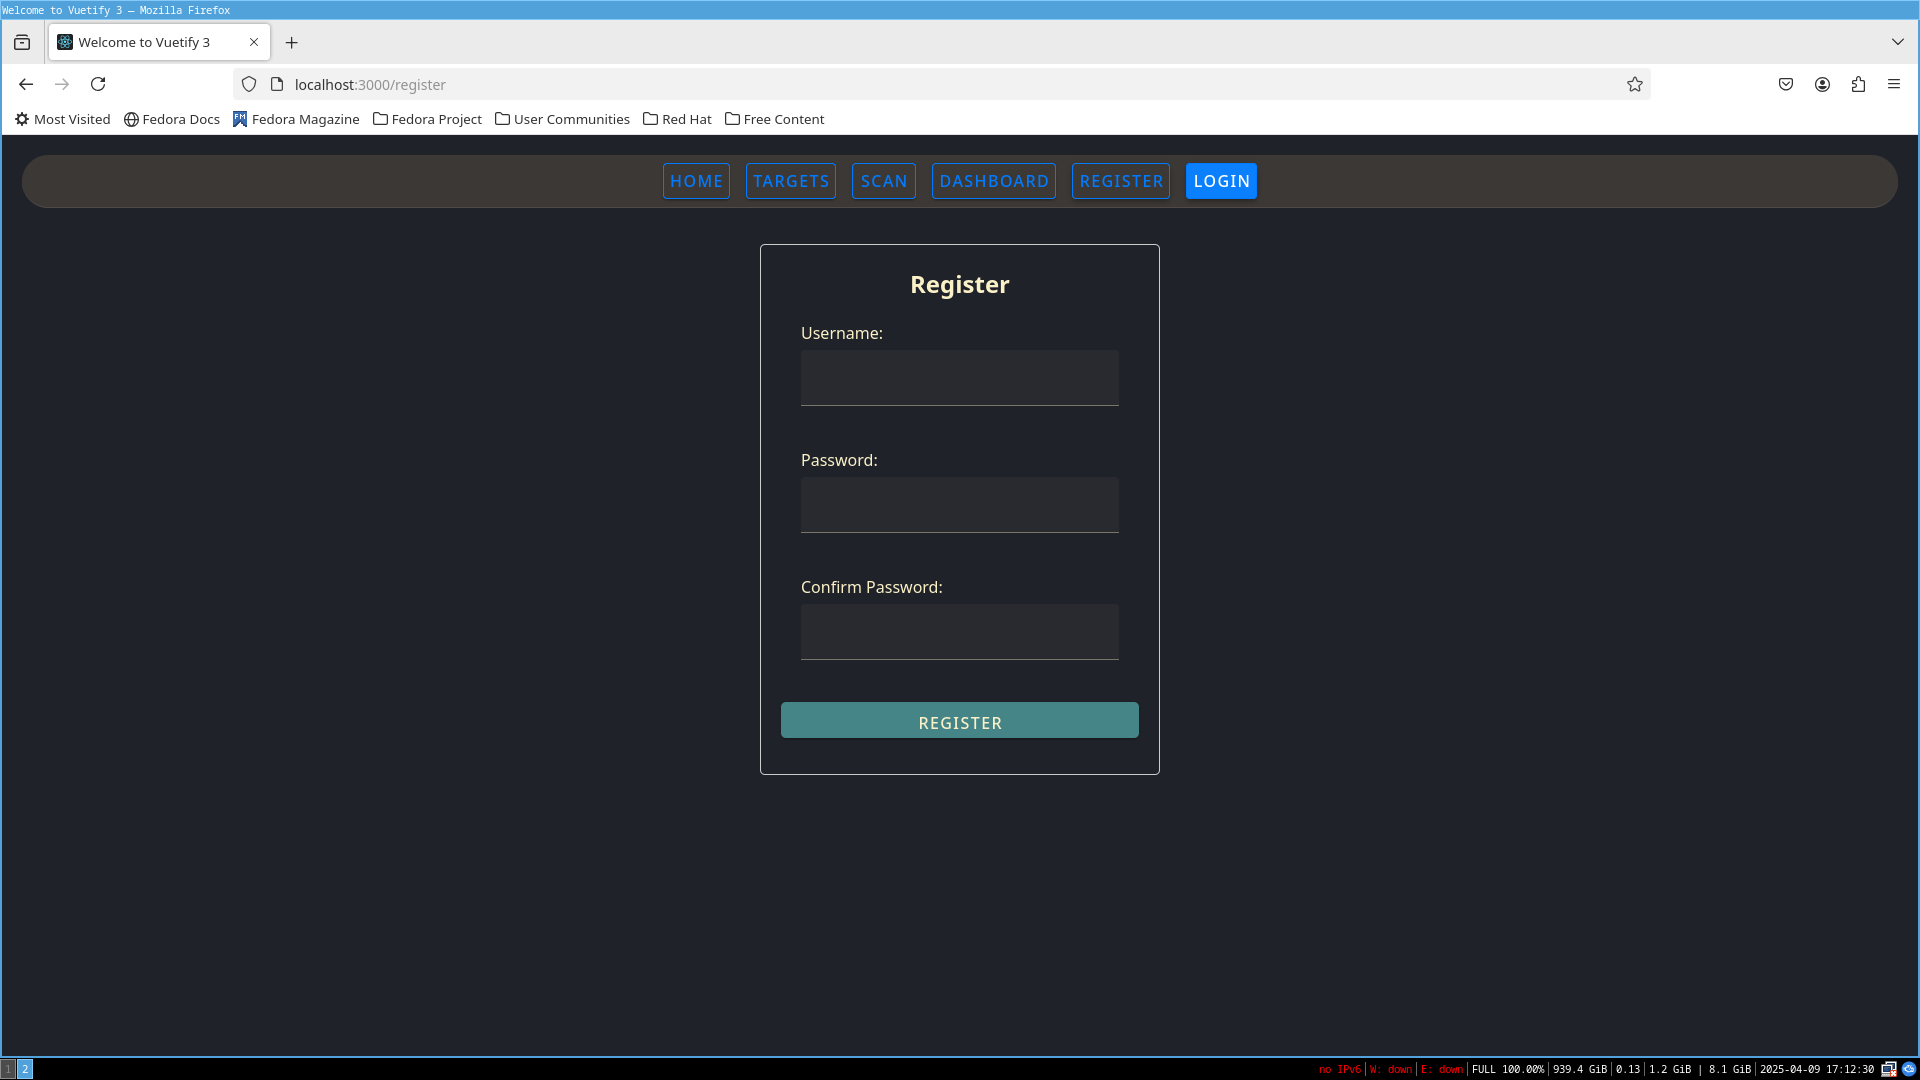 Welcome to Vuetify 3 — Mozilla Firefox
Welcome to Vuetify 3
localhost:3000/register
Most Visited Fedora Docs FM Fedora Magazine Fedora Project User Communities Red Hat Free Content
HOME TARGETS SCAN DASHBOARD REGISTER LOGIN
Register
Username:
Password:
Confirm Password:
REGISTER
1 2 no IPv6 | W: down | E: down | FULL 100.00% | 939.4 GiB | 0.13 | 1.2 GiB | 8.1 GiB | 2025-04-09 17:12:30